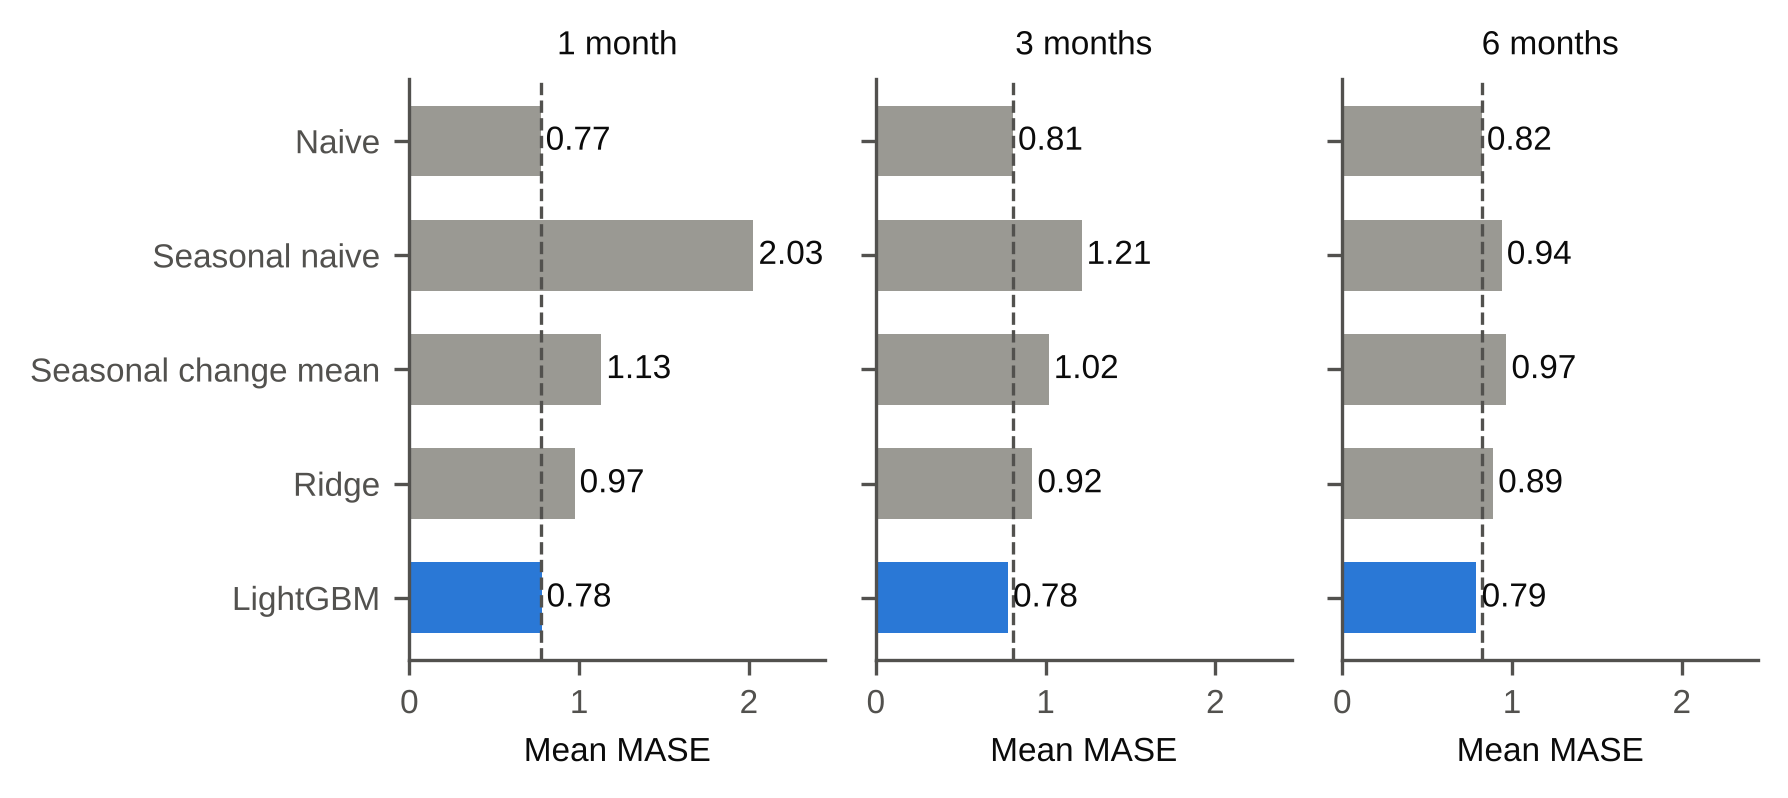 1 month
3 months
6 months
Naive
0.77
0.81
0.82
Seasonal naive
2.03
1.21
0.94
Seasonal change mean
1.13
1.02
0.97
Ridge
0.97
0.92
0.89
LightGBM
0.78
0.78
0.79
0 1 2
0 1 2
0 1 2
Mean MASE
Mean MASE
Mean MASE